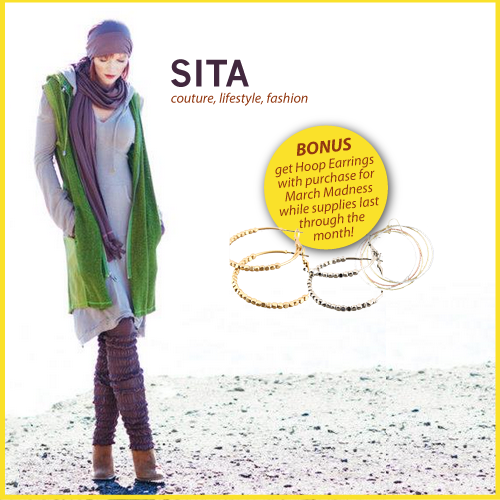 SITA
couture, lifestyle, fashion
BONUS
get Hoop Earrings
with purchase for
March Madness
while supplies last
through the
month!